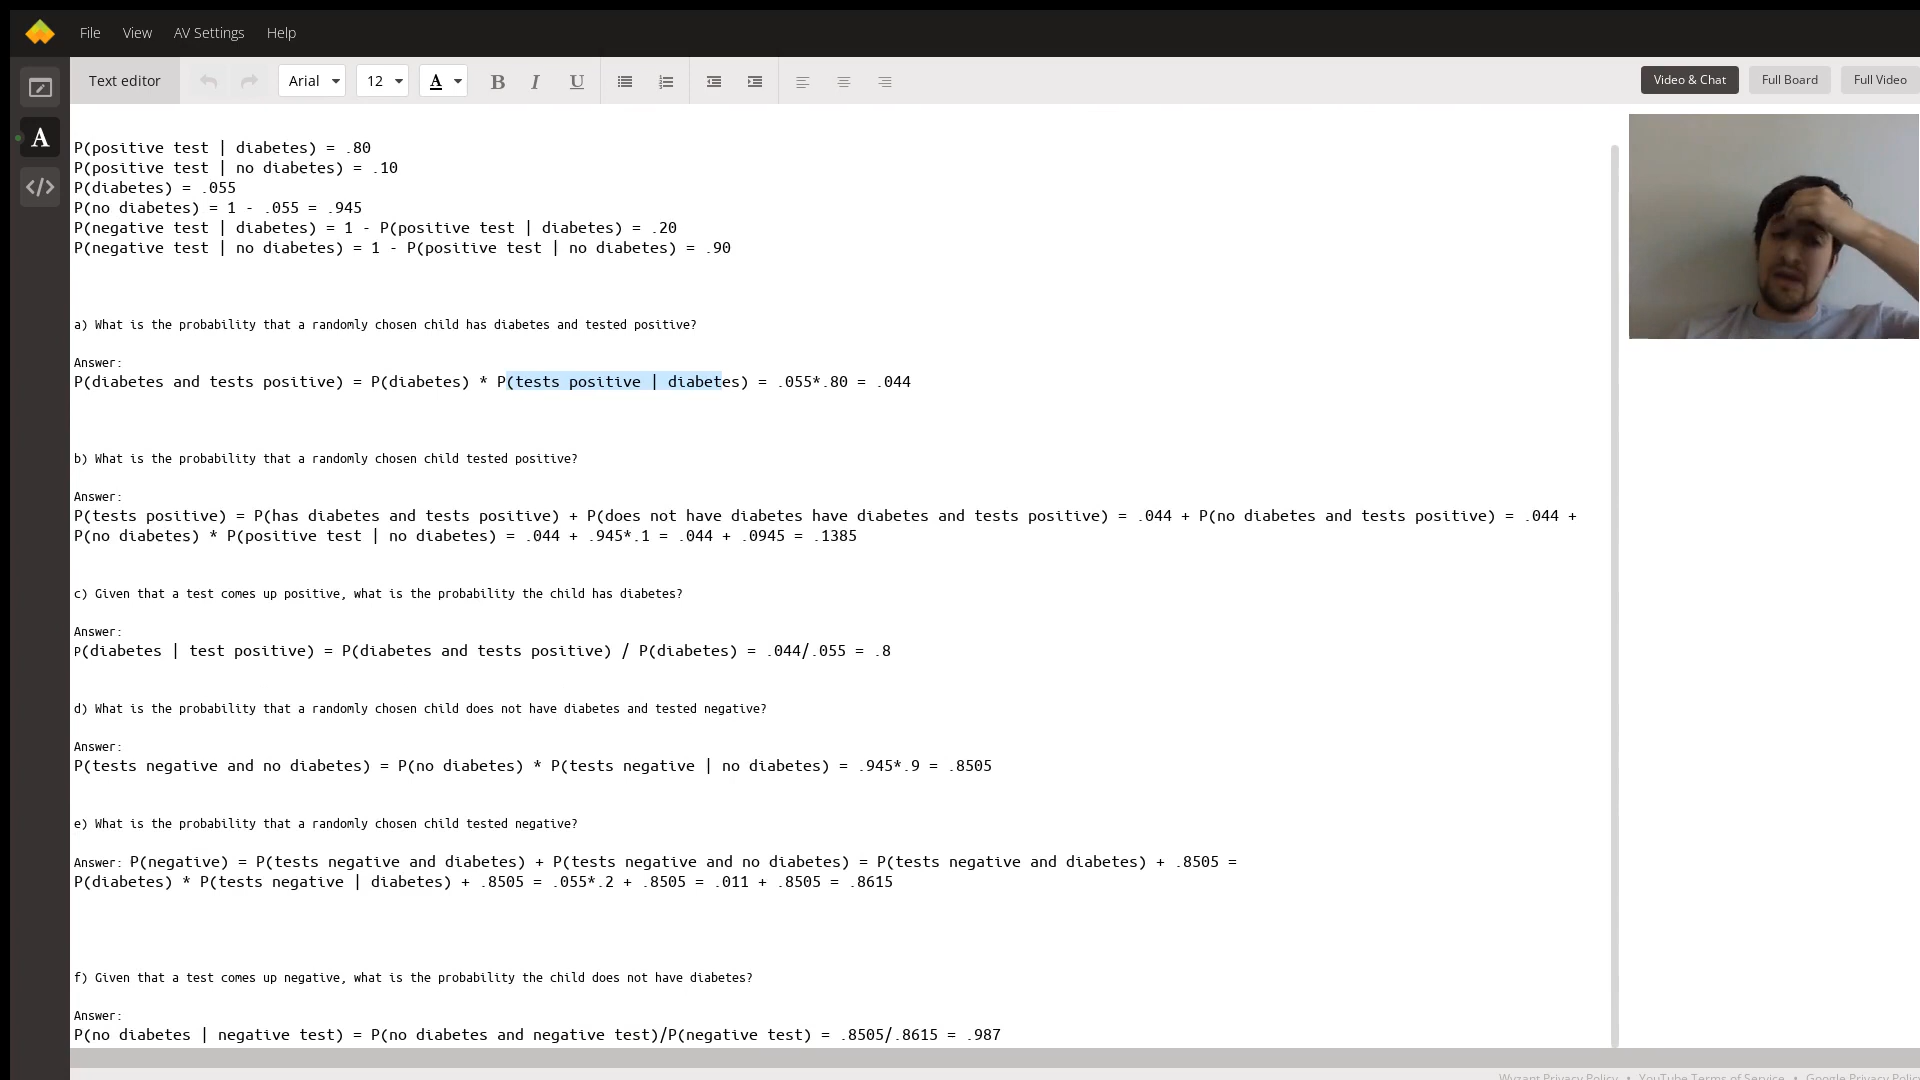 File View AV Settings Help
Text editor Arial 12 A B I U Video & Chat Full Board Full Video
A
</>
P(positive test | diabetes) = .80
P(positive test | no diabetes) = .10
P(diabetes) = .055
P(no diabetes) = 1 - .055 = .945
P(negative test | diabetes) = 1 - P(positive test | diabetes) = .20
P(negative test | no diabetes) = 1 - P(positive test | no diabetes) = .90
a) What is the probability that a randomly chosen child has diabetes and tested positive?
Answer:
P(diabetes and tests positive) = P(diabetes) * P(tests positive | diabetes) = .055*.80 = .044
b) What is the probability that a randomly chosen child tested positive?
Answer:
P(tests positive) = P(has diabetes and tests positive) + P(does not have diabetes have diabetes and tests positive) = .044 + P(no diabetes and tests positive) = .044 +
P(no diabetes) * P(positive test | no diabetes) = .044 + .945*.1 = .044 + .0945 = .1385
c) Given that a test comes up positive, what is the probability the child has diabetes?
Answer:
P(diabetes | test positive) = P(diabetes and tests positive) / P(diabetes) = .044/.055 = .8
d) What is the probability that a randomly chosen child does not have diabetes and tested negative?
Answer:
P(tests negative and no diabetes) = P(no diabetes) * P(tests negative | no diabetes) = .945*.9 = .8505
e) What is the probability that a randomly chosen child tested negative?
Answer: P(negative) = P(tests negative and diabetes) + P(tests negative and no diabetes) = P(tests negative and diabetes) + .8505 =
P(diabetes) * P(tests negative | diabetes) + .8505 = .055*.2 + .8505 = .011 + .8505 = .8615
f) Given that a test comes up negative, what is the probability the child does not have diabetes?
Answer:
P(no diabetes | negative test) = P(no diabetes and negative test)/P(negative test) = .8505/.8615 = .987
Wyzant Privacy Policy • YouTube Terms of Service • Google Privacy Policy